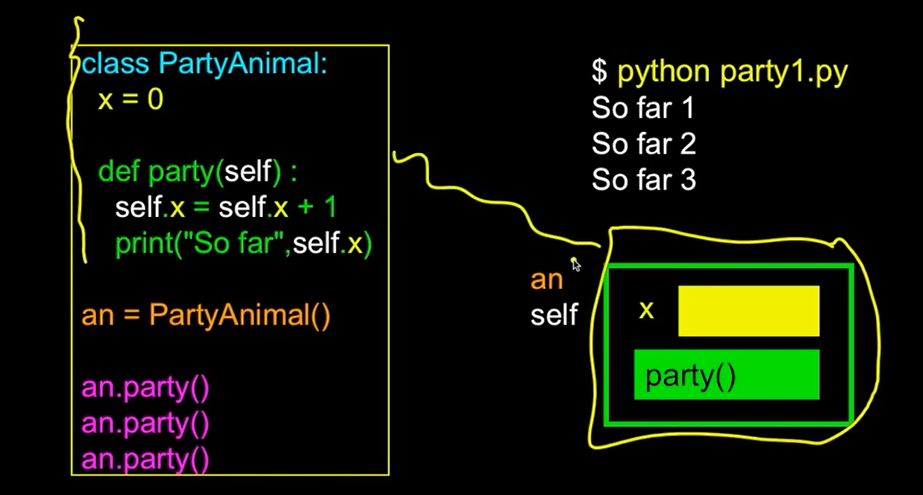 class PartyAnimal:
x = 0
def party(self) :
self.x = self.x + 1
print("So far",self.x)
an = PartyAnimal()
an.party()
an.party()
an.party()
$ python party1.py
So far 1
So far 2
So far 3
an
self
x
party()